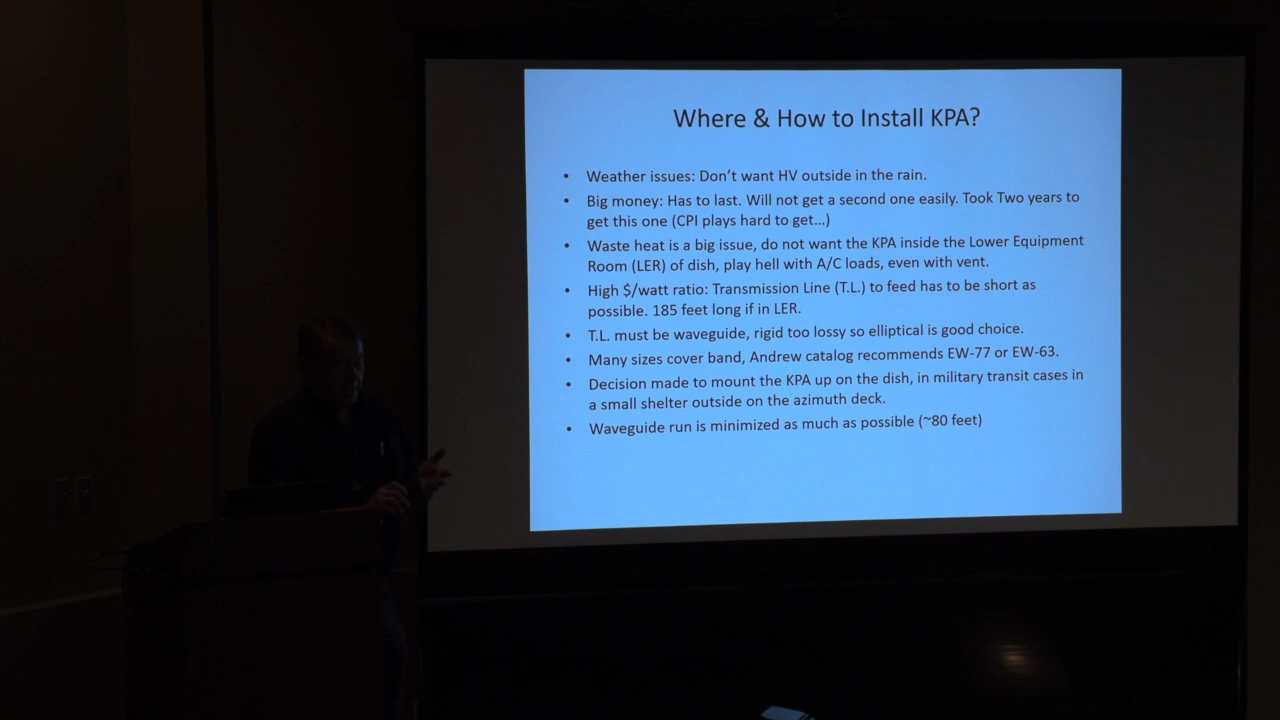 Where & How to Install KPA?
• Weather issues: Don't want HV outside in the rain.
• Big money: Has to last. Will not get a second one easily. Took Two years to
get this one (CPI plays hard to get…)
• Waste heat is a big issue, do not want the KPA inside the Lower Equipment
Room (LER) of dish, play hell with A/C loads, even with vent.
• High $/watt ratio: Transmission Line (T.L.) to feed has to be short as
possible. 185 feet long if in LER.
• T.L. must be waveguide, rigid too lossy so elliptical is good choice.
• Many sizes cover band, Andrew catalog recommends EW-77 or EW-63.
• Decision made to mount the KPA up on the dish, in military transit cases in
a small shelter outside on the azimuth deck.
• Waveguide run is minimized as much as possible (~80 feet)